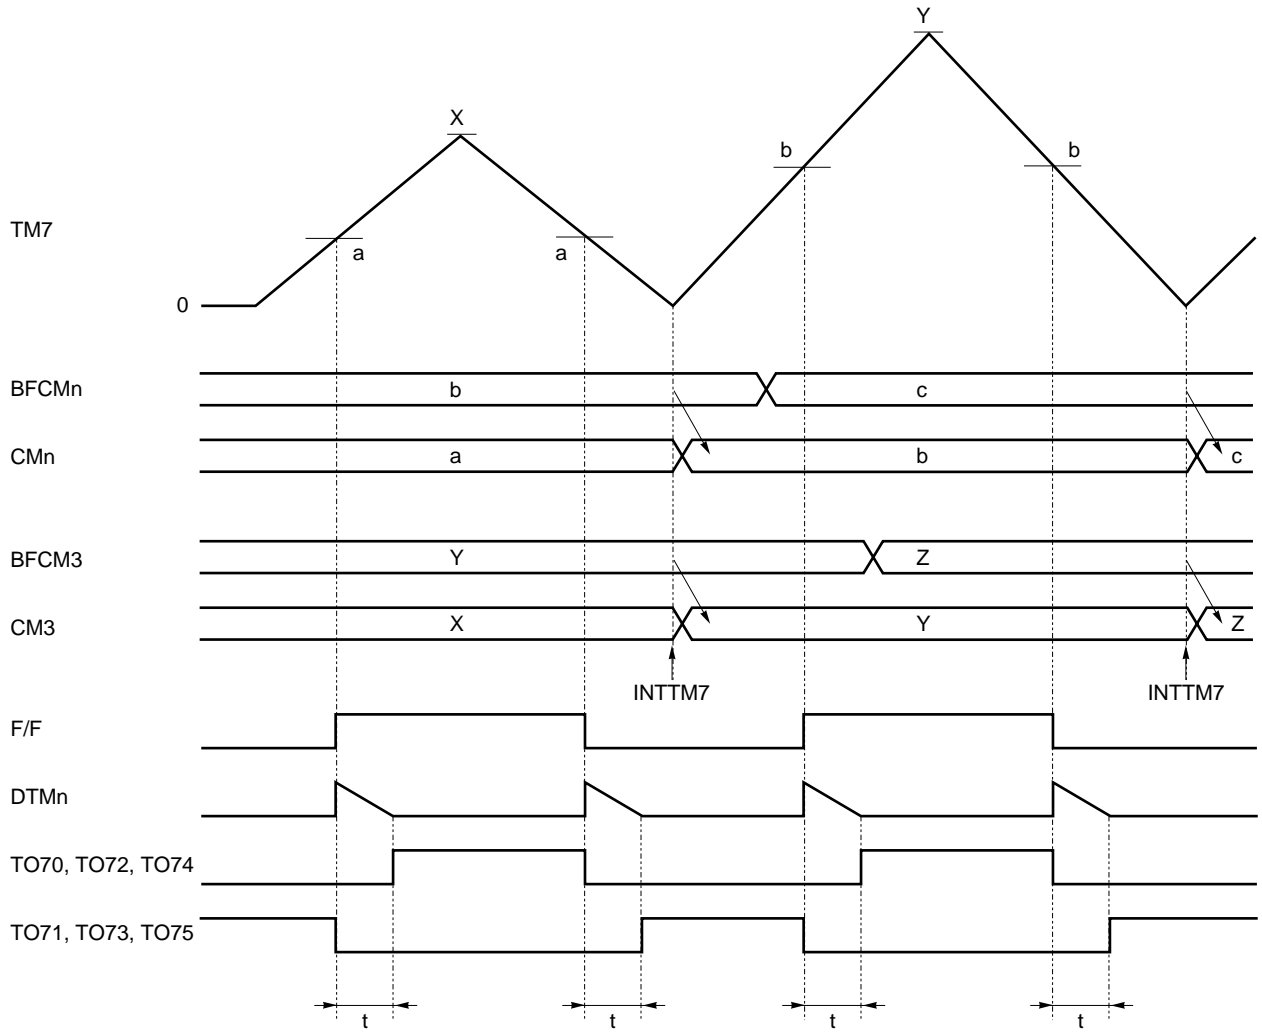 Y
X
b
b
TM7
a
a
0
BFCMn
b
c
CMn
a
b
c
BFCM3
Y
Z
CM3
X
Y
Z
INTTM7
INTTM7
F/F
DTMn
TO70, TO72, TO74
TO71, TO73, TO75
t
t
t
t